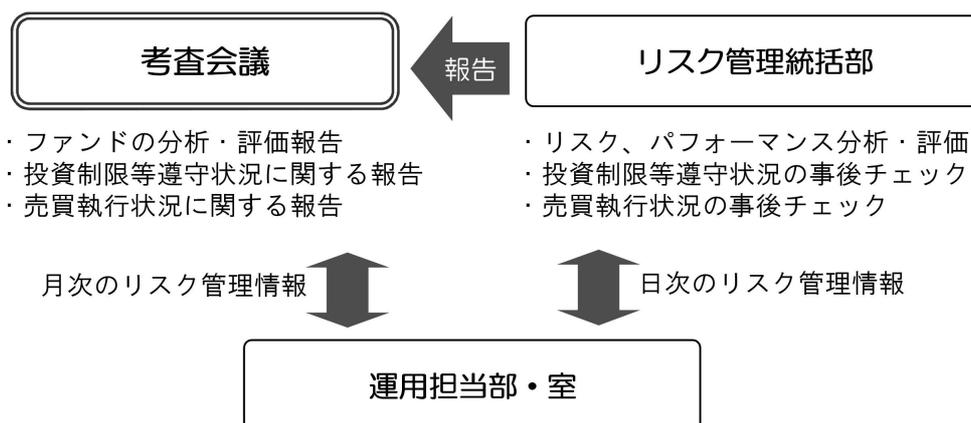 考査会議
報告
リスク管理統括部
・ファンドの分析・評価報告
・投資制限等遵守状況に関する報告
・売買執行状況に関する報告
・リスク、パフォーマンス分析・評価
・投資制限等遵守状況の事後チェック
・売買執行状況の事後チェック
月次のリスク管理情報
日次のリスク管理情報
運用担当部・室